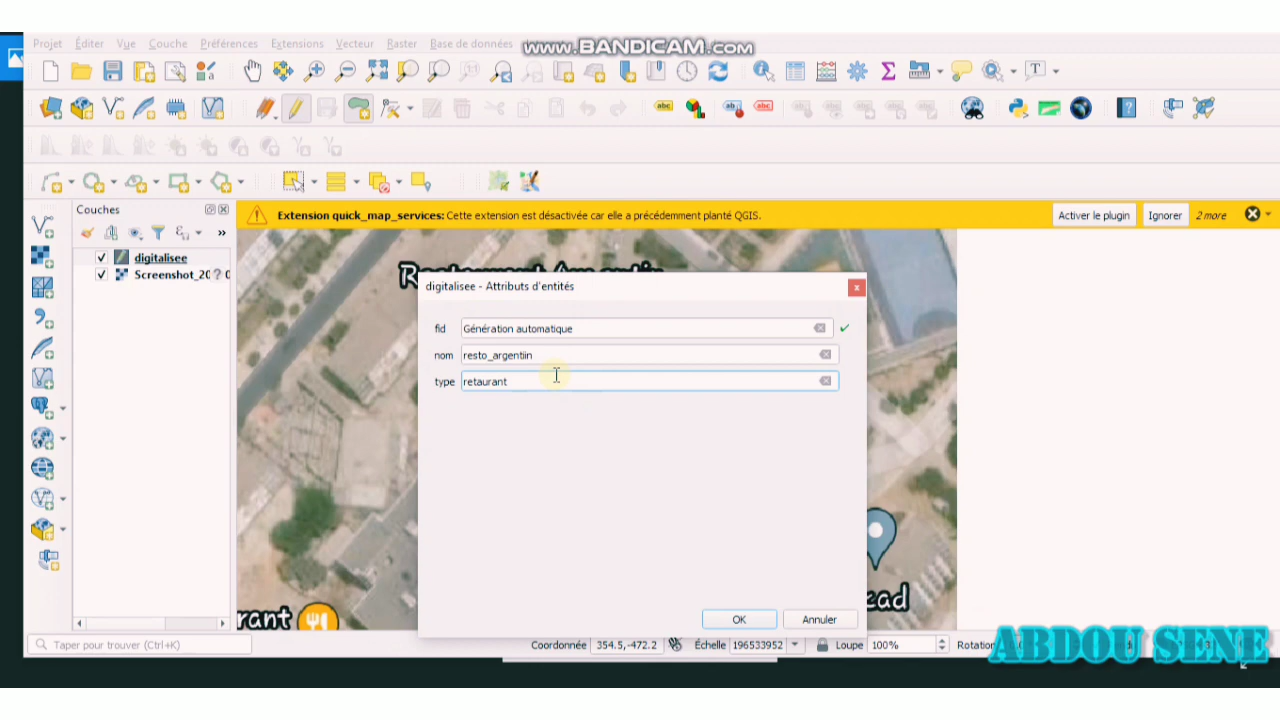 www.BANDICAM.com
Projet Éditer Vue Couche Préférences Extensions Vecteur Raster Base de données
Couches
Extension quick_map_services: Cette extension est désactivée car elle a précédemment planté QGIS.
Activer le plugin Ignorer 2 more
digitalisee
Screenshot_20
digitalisee - Attributs d'entités
fid Génération automatique
nom resto_argentiin
type retaurant
OK Annuler
Taper pour trouver (Ctrl+K)
Coordonnée 354.5,-472.2 Échelle 196533952 Loupe 100% Rotation
ABDOU SENE